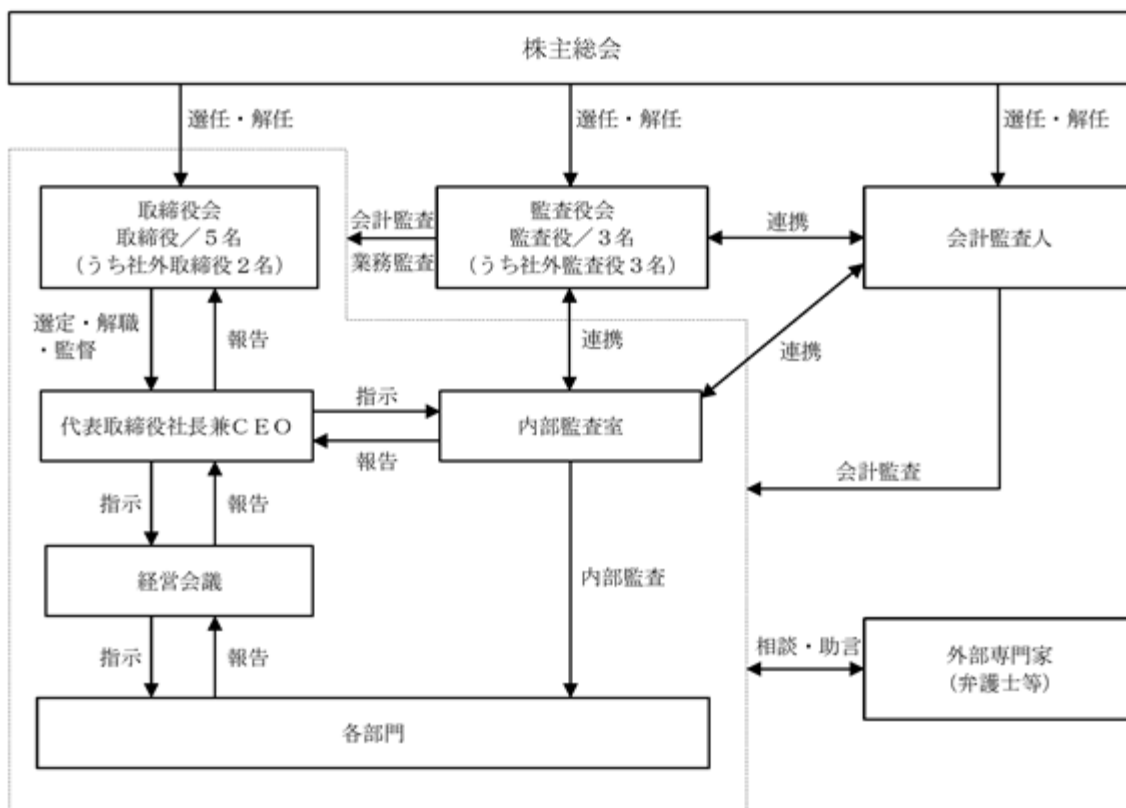 株主総会
選任・解任
選任・解任
選任・解任
取締役会
取締役／５名
（うち社外取締役２名）
会計監査
業務監査
監査役会
監査役／３名
（うち社外監査役３名）
連携
会計監査人
選定・解職
・監督
報告
連携
連携
代表取締役社長兼ＣＥＯ
指示
報告
内部監査室
会計監査
指示
報告
経営会議
内部監査
指示
報告
相談・助言
外部専門家
（弁護士等）
各部門